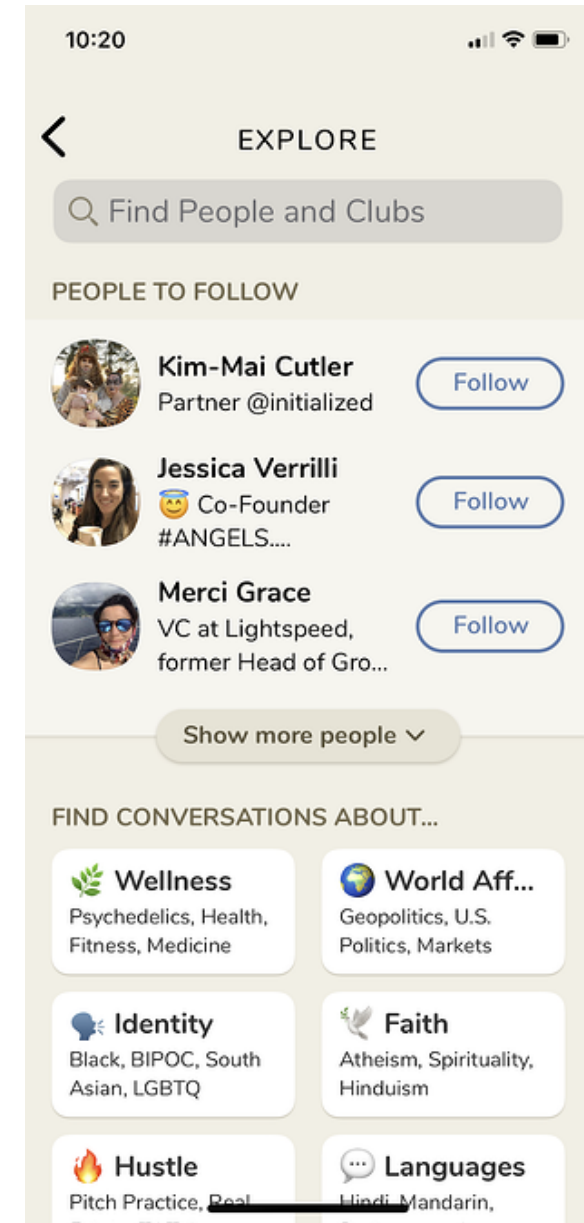 10:20
EXPLORE
Find People and Clubs
PEOPLE TO FOLLOW
Kim-Mai Cutler
Partner @initialized
Follow
Jessica Verrilli
😇 Co-Founder
#ANGELS....
Follow
Merci Grace
VC at Lightspeed,
former Head of Gro...
Follow
Show more people
FIND CONVERSATIONS ABOUT...
🌿 Wellness
Psychedelics, Health,
Fitness, Medicine
🌍 World Aff...
Geopolitics, U.S.
Politics, Markets
🗣️ Identity
Black, BIPOC, South
Asian, LGBTQ
🕊️ Faith
Atheism, Spirituality,
Hinduism
🔥 Hustle
Pitch Practice, Real
💬 Languages
Hindi, Mandarin,